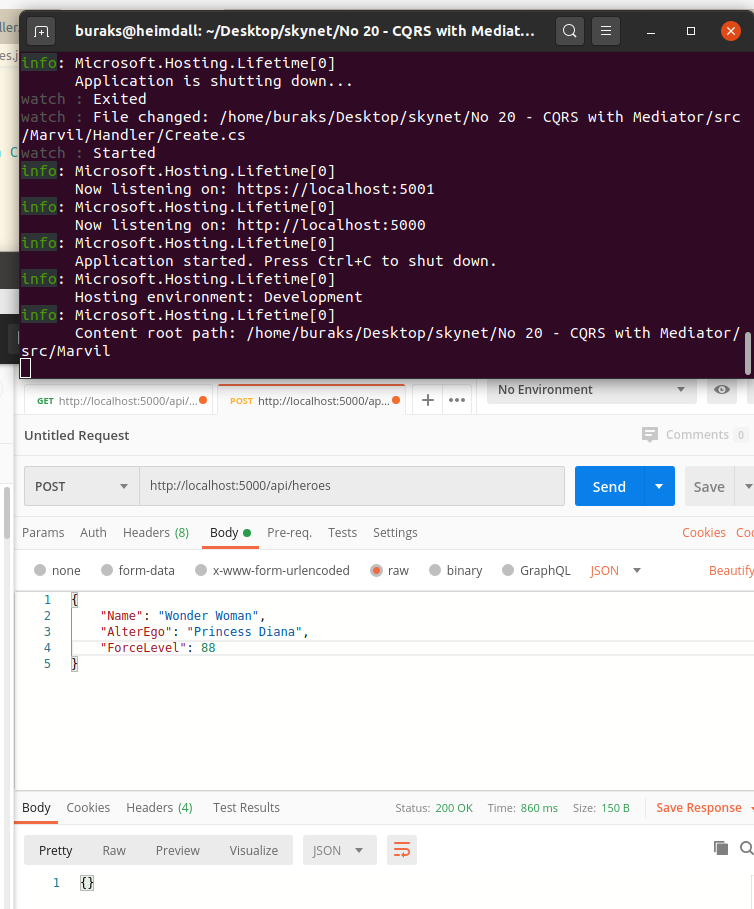 buraks@heimdall: ~/Desktop/skynet/No 20 - CQRS with Mediat...
info: Microsoft.Hosting.Lifetime[0]
Application is shutting down...
watch : Exited
watch : File changed: /home/buraks/Desktop/skynet/No 20 - CQRS with Mediator/src
/Marvil/Handler/Create.cs
watch : Started
info: Microsoft.Hosting.Lifetime[0]
Now listening on: https://localhost:5001
info: Microsoft.Hosting.Lifetime[0]
Now listening on: http://localhost:5000
info: Microsoft.Hosting.Lifetime[0]
Application started. Press Ctrl+C to shut down.
info: Microsoft.Hosting.Lifetime[0]
Hosting environment: Development
info: Microsoft.Hosting.Lifetime[0]
Content root path: /home/buraks/Desktop/skynet/No 20 - CQRS with Mediator/
src/Marvil
GET http://localhost:5000/api/... POST http://localhost:5000/ap... + ••• No Environment
Untitled Request Comments 0
POST http://localhost:5000/api/heroes Send Save
Params Auth Headers (8) Body Pre-req. Tests Settings Cookies Coo
none form-data x-www-form-urlencoded raw binary GraphQL JSON Beautify
1 {
2 "Name": "Wonder Woman",
3 "AlterEgo": "Princess Diana",
4 "ForceLevel": 88
5 }
Body Cookies Headers (4) Test Results Status: 200 OK Time: 860 ms Size: 150 B Save Response
Pretty Raw Preview Visualize JSON
1 {}